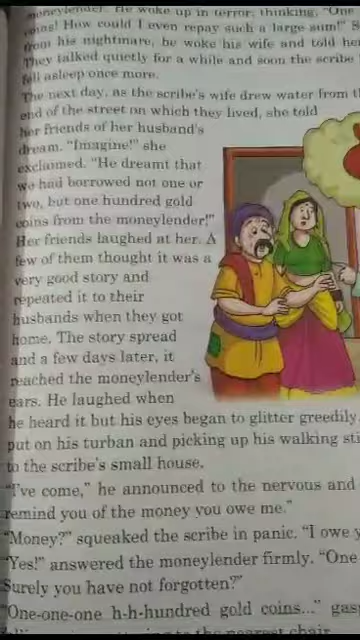 moneylender. He woke up in terror, thinking, "One
coins! How could I even repay such a large sum!" S
from his nightmare, he woke his wife and told her
They talked quietly for a while and soon the scribe
fell asleep once more.
The next day, as the scribe's wife drew water from th
end of the street on which they lived, she told
her friends of her husband's
dream. "Imagine!" she
exclaimed. "He dreamt that
we had borrowed not one or
two, but one hundred gold
coins from the moneylender!"
Her friends laughed at her. A
few of them thought it was a
very good story and
repeated it to their
husbands when they got
home. The story spread
and a few days later, it
reached the moneylender's
ears. He laughed when
he heard it but his eyes began to glitter greedily.
put on his turban and picking up his walking sti
to the scribe's small house.
"I've come," he announced to the nervous and
remind you of the money you owe me."
"Money?" squeaked the scribe in panic. "I owe y
"Yes!" answered the moneylender firmly. "One
Surely you have not forgotten?"
"One-one-one h-h-hundred gold coins..." gas
to the nearest chair